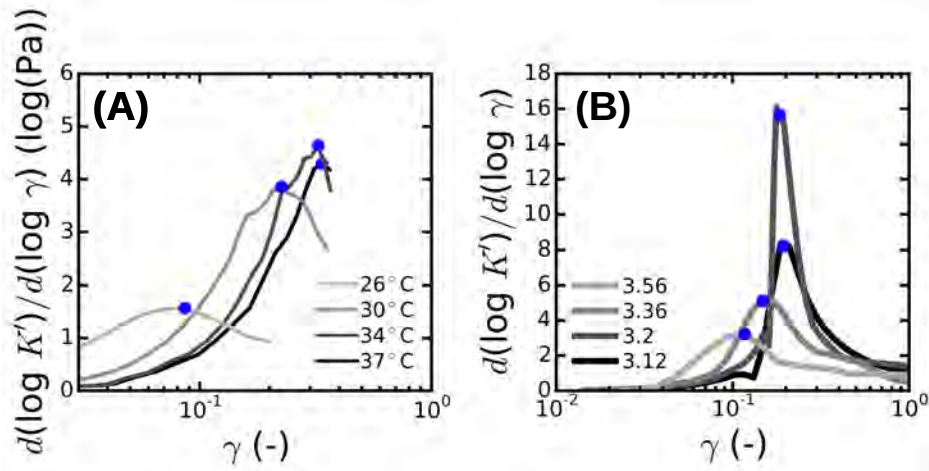 (A)
d(log K′)/d(log γ) (log(Pa))
6
5
4
3
2
1
0
26°C
30°C
34°C
37°C
10⁻¹
10⁰
γ (-)
(B)
d(log K′)/d(log γ)
18
16
14
12
10
8
6
4
2
0
3.56
3.36
3.2
3.12
10⁻²
10⁻¹
10⁰
γ (-)